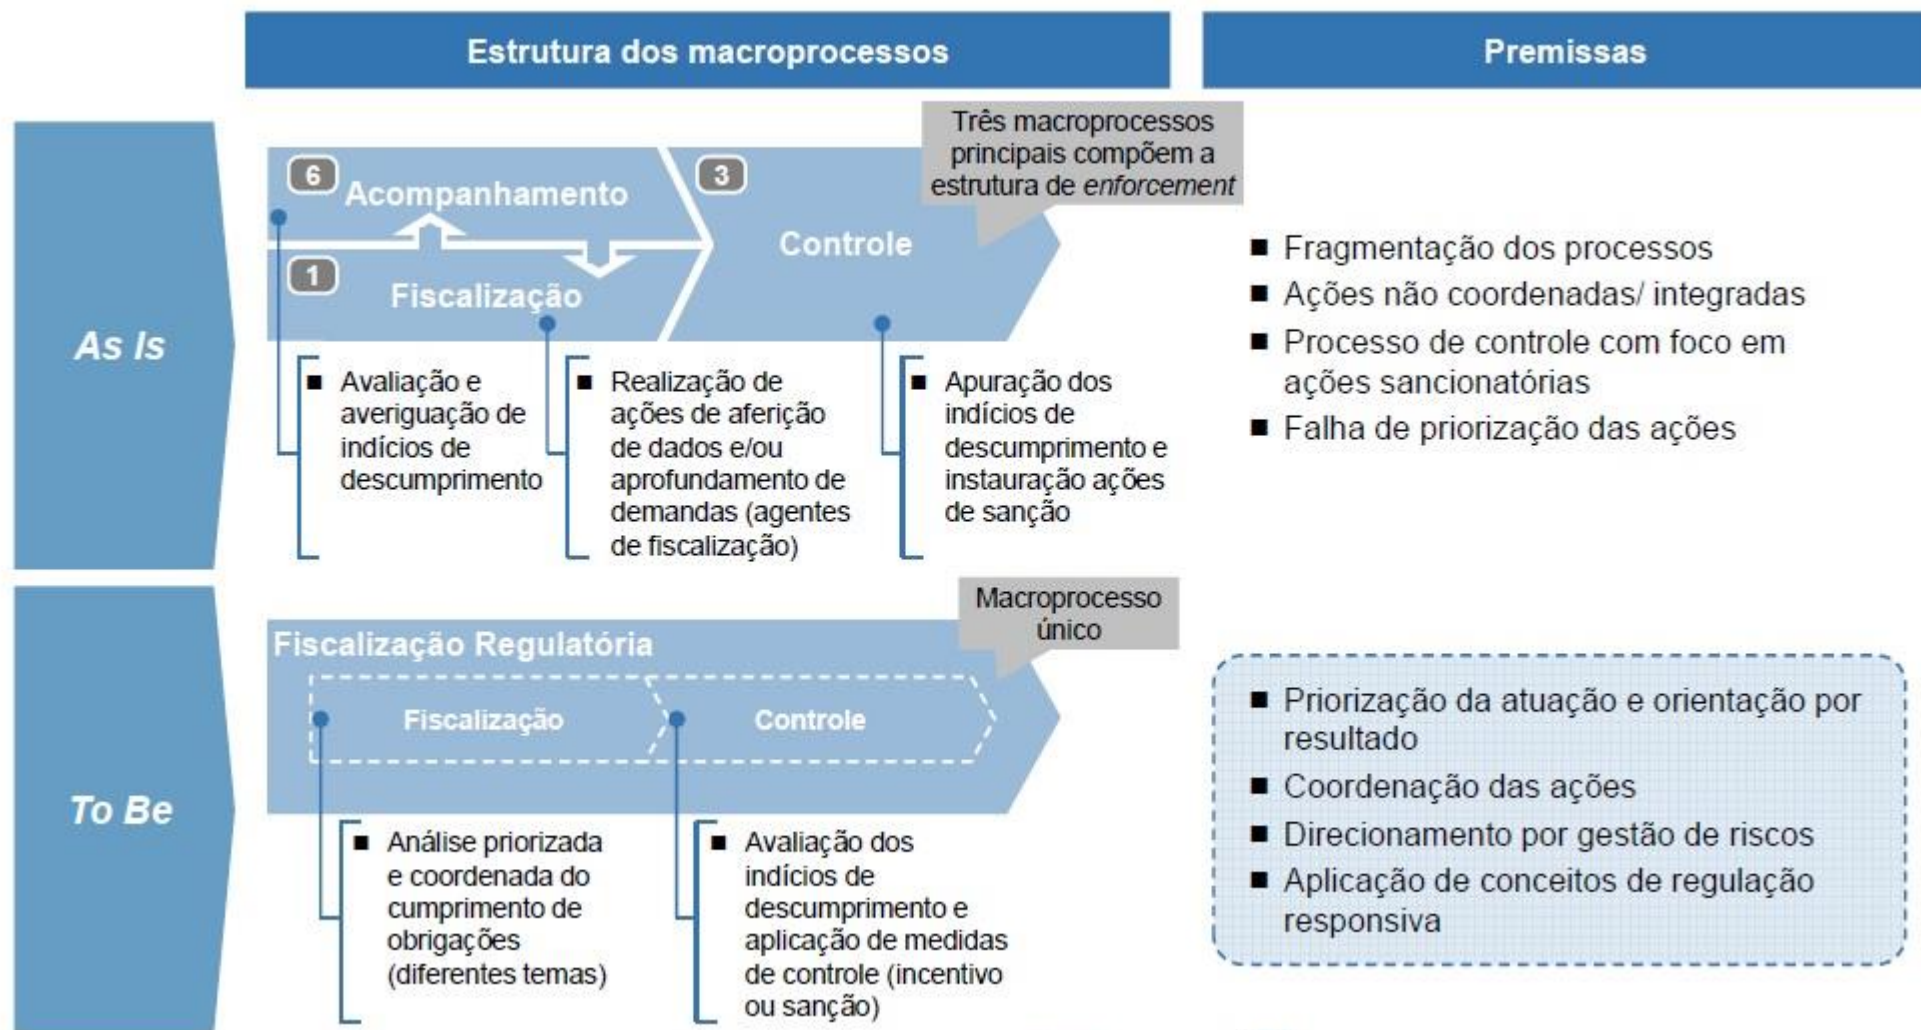 Estrutura dos macroprocessos
Premissas
As Is
6
Acompanhamento
1
Fiscalização
3
Controle
Três macroprocessos
principais compõem a
estrutura de enforcement
■ Avaliação e
averiguação de
indícios de
descumprimento
■ Realização de
ações de aferição
de dados e/ou
aprofundamento de
demandas (agentes
de fiscalização)
■ Apuração dos
indícios de
descumprimento e
instauração ações
de sanção
■ Fragmentação dos processos
■ Ações não coordenadas/ integradas
■ Processo de controle com foco em
ações sancionatórias
■ Falha de priorização das ações
To Be
Fiscalização Regulatória
Fiscalização
Controle
Macroprocesso
único
■ Análise priorizada
e coordenada do
cumprimento de
obrigações
(diferentes temas)
■ Avaliação dos
indícios de
descumprimento e
aplicação de medidas
de controle (incentivo
ou sanção)
■ Priorização da atuação e orientação por
resultado
■ Coordenação das ações
■ Direcionamento por gestão de riscos
■ Aplicação de conceitos de regulação
responsiva